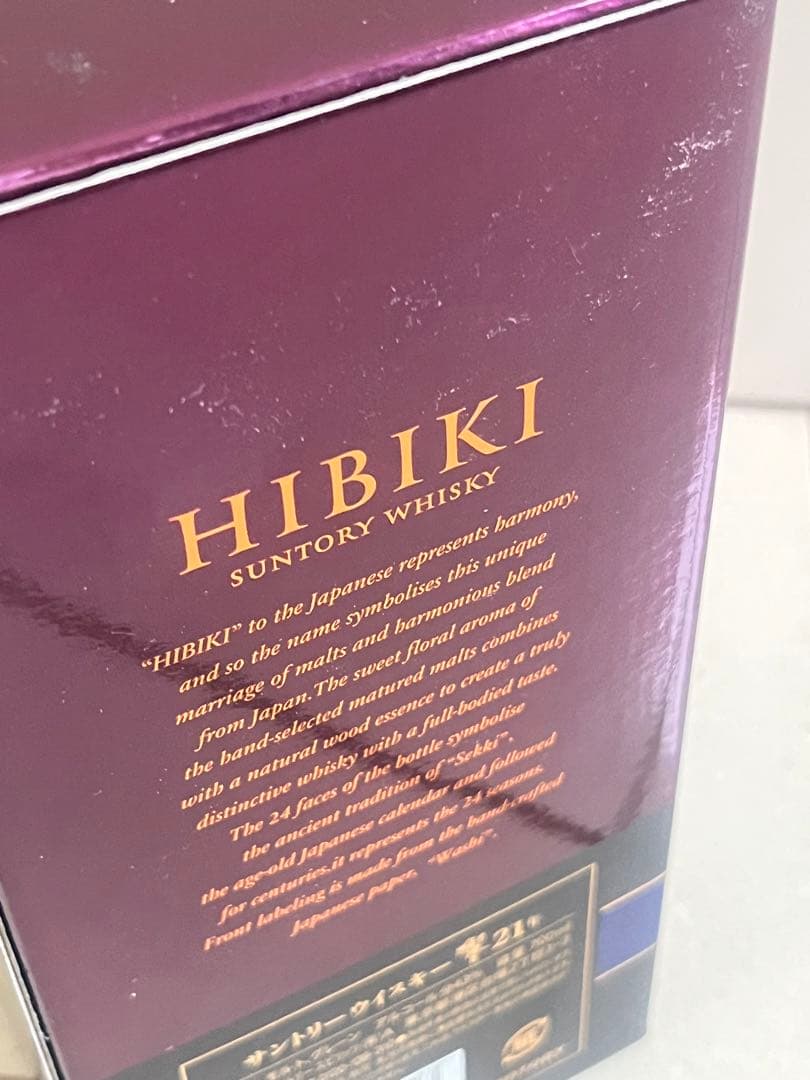 HIBIKI
SUNTORY WHISKY
"HIBIKI" to the Japanese represents harmony,
and so the name symbolises this unique
marriage of malts and harmonious blend
from Japan.The sweet floral aroma of
the hand-selected matured malts combines
with a natural wood essence to create a truly
distinctive whisky with a full-bodied taste.
The 24 faces of the bottle symbolise
the ancient tradition of "Sekki",
the age-old Japanese calendar and followed
for centuries,it represents the 24 seasons.
Front labeling is made from the hand-crafted
Japanese paper, "Washi".
サントリーウイスキー 響 21年